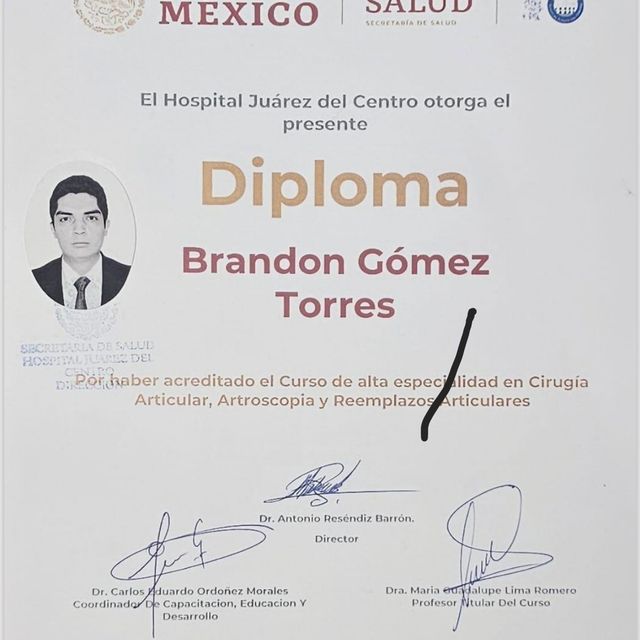 MÉXICO
SALUD
SECRETARÍA DE SALUD
El Hospital Juárez del Centro otorga el
presente
Diploma
Brandon Gómez
Torres
SECRETARIA DE SALUD
HOSPITAL JUAREZ DEL
CENTRO
DIRECCION
Por haber acreditado el Curso de alta especialidad en Cirugía
Articular, Artroscopia y Reemplazos Articulares
Dr. Antonio Reséndiz Barrón.
Director
Dr. Carlos Eduardo Ordoñez Morales
Coordinador De Capacitacion, Educacion Y
Desarrollo
Dra. Maria Guadalupe Lima Romero
Profesor Titular Del Curso